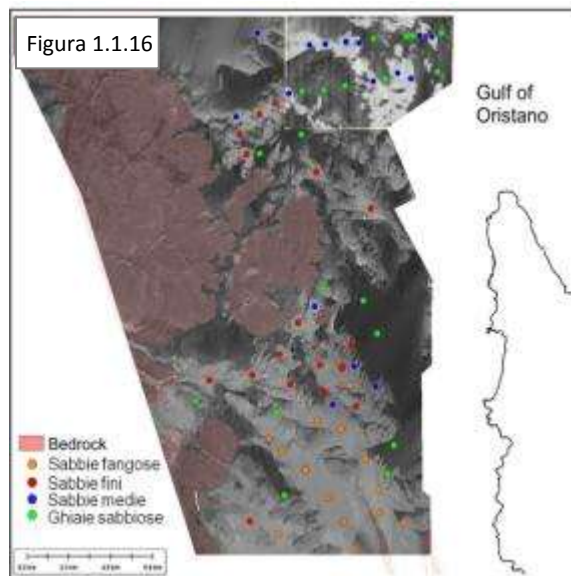 Figura 1.1.16
Gulf of
Oristano
Bedrock
Sabbie fangose
Sabbie fini
Sabbie medie
Ghiaie sabbiose